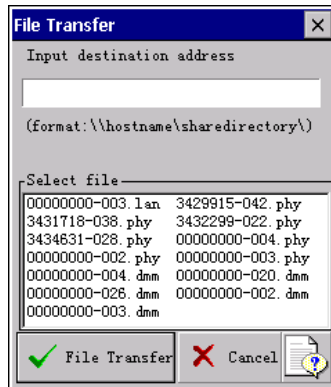 File Transfer
Input destination address
(format:\\hostname\sharedirectory\)
Select file
00000000-003.lan 3429915-042.phy
3431718-038.phy 3432299-022.phy
3434631-028.phy 00000000-004.phy
00000000-002.phy 00000000-003.phy
00000000-004.dmm 00000000-020.dmm
00000000-026.dmm 00000000-002.dmm
00000000-003.dmm
File Transfer Cancel